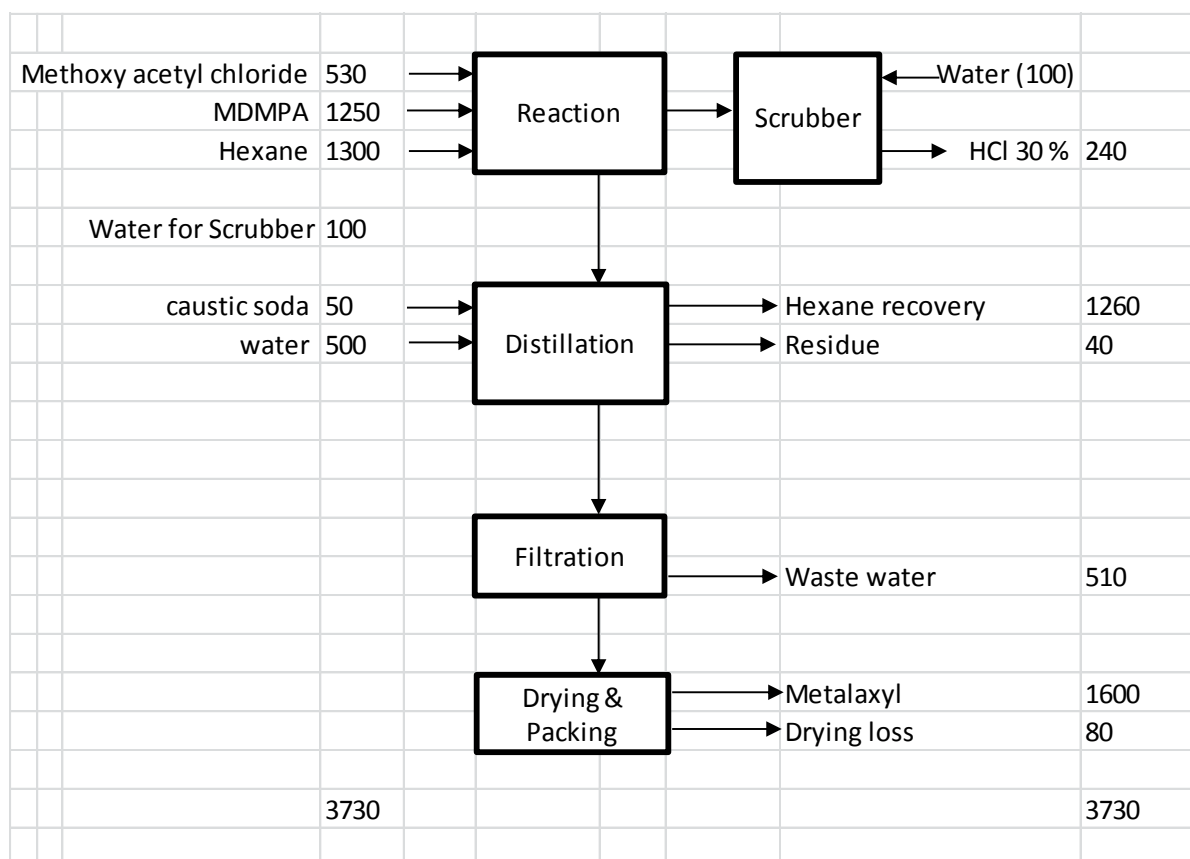 Methoxy acetyl chloride 530
Reaction
Scrubber
Water (100)
MDMPA 1250
Hexane 1300
HCl 30 % 240
Water for Scrubber 100
caustic soda 50
Distillation
Hexane recovery 1260
water 500
Residue 40
Filtration
Waste water 510
Drying &
Packing
Metalaxyl 1600
Drying loss 80
3730 3730